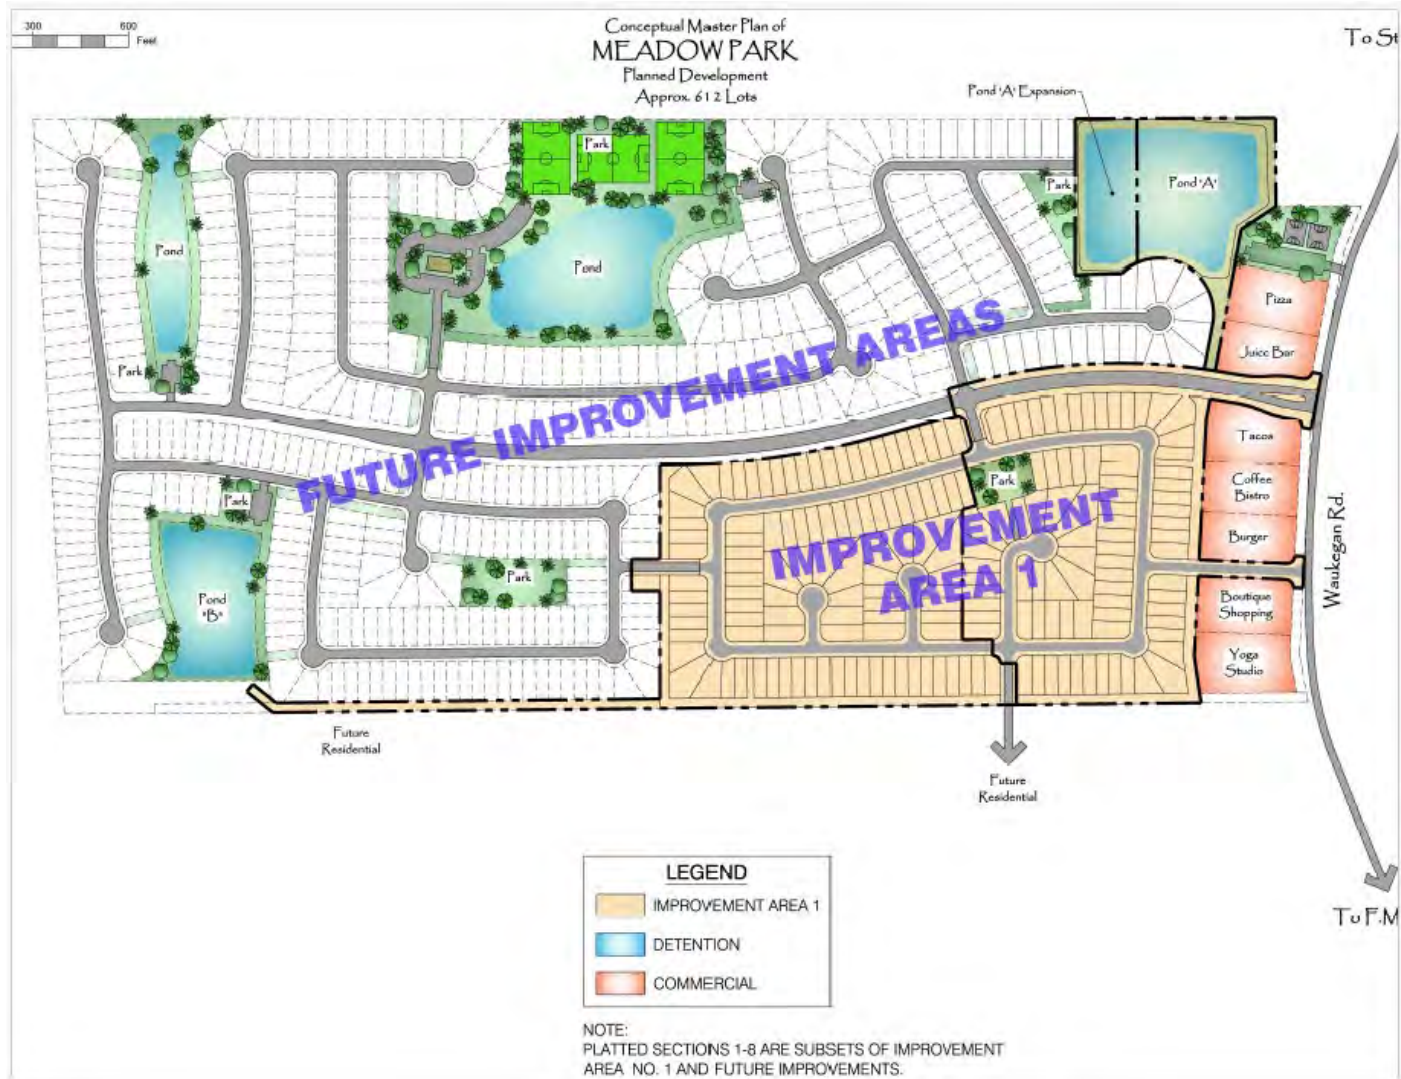 300
600
Feet
Conceptual Master Plan of
MEADOW PARK
Planned Development
Approx. 612 Lots
To St
Pond 'A' Expansion
Park
Park
Pond 'A'
Pond
Pond
Pizza
Juice Bar
Park
FUTURE IMPROVEMENT AREAS
Tacos
Coffee
Bistro
Burger
Park
Park
IMPROVEMENT
AREA 1
Park
Pond
"B"
Boutique
Shopping
Yoga
Studio
Waukegan Rd.
Future
Residential
Future
Residential
To F.M
LEGEND
IMPROVEMENT AREA 1
DETENTION
COMMERCIAL
NOTE:
PLATTED SECTIONS 1-8 ARE SUBSETS OF IMPROVEMENT
AREA NO. 1 AND FUTURE IMPROVEMENTS.